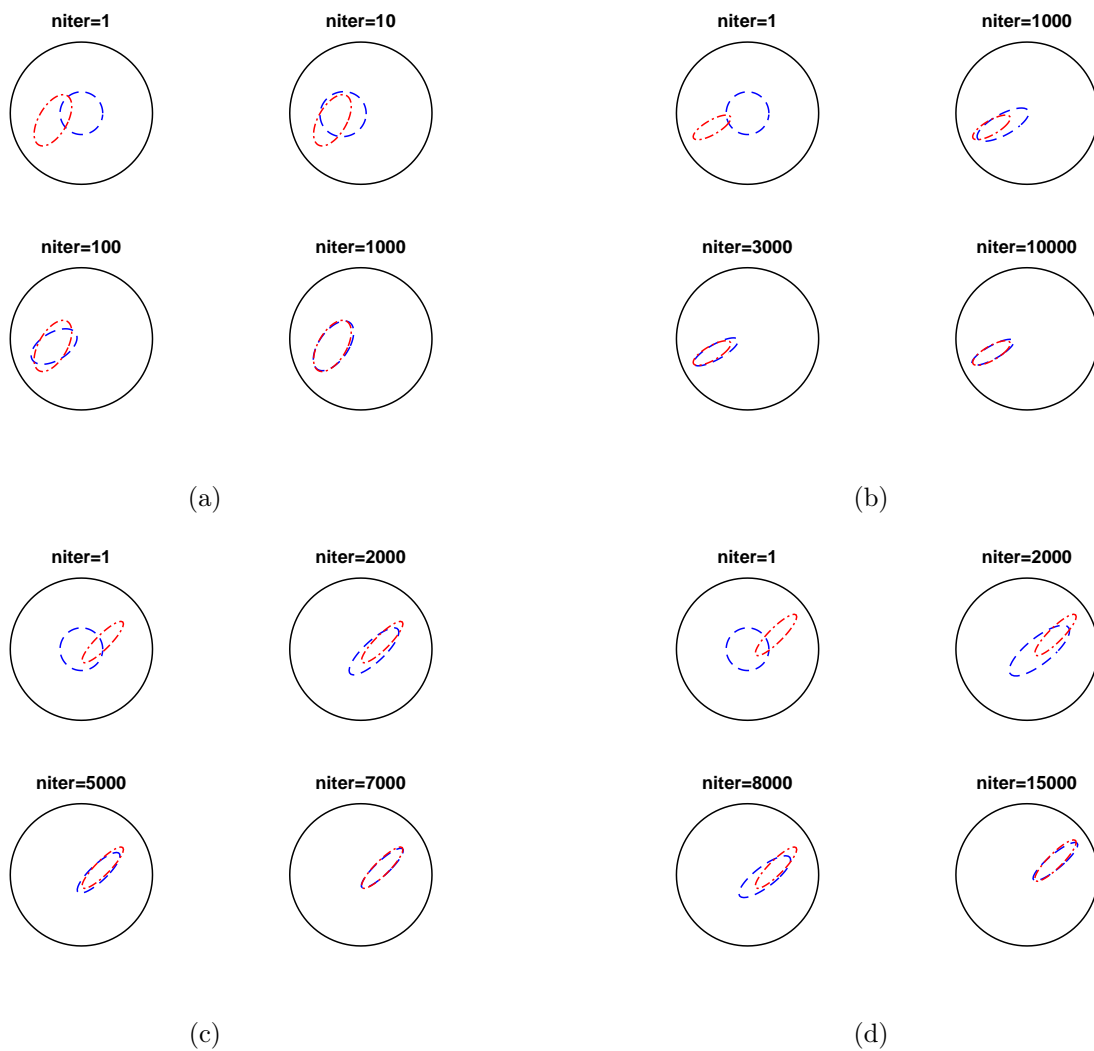 niter=1
niter=10
niter=100
niter=1000
(a)
niter=1
niter=1000
niter=3000
niter=10000
(b)
niter=1
niter=2000
niter=5000
niter=7000
(c)
niter=1
niter=2000
niter=8000
niter=15000
(d)